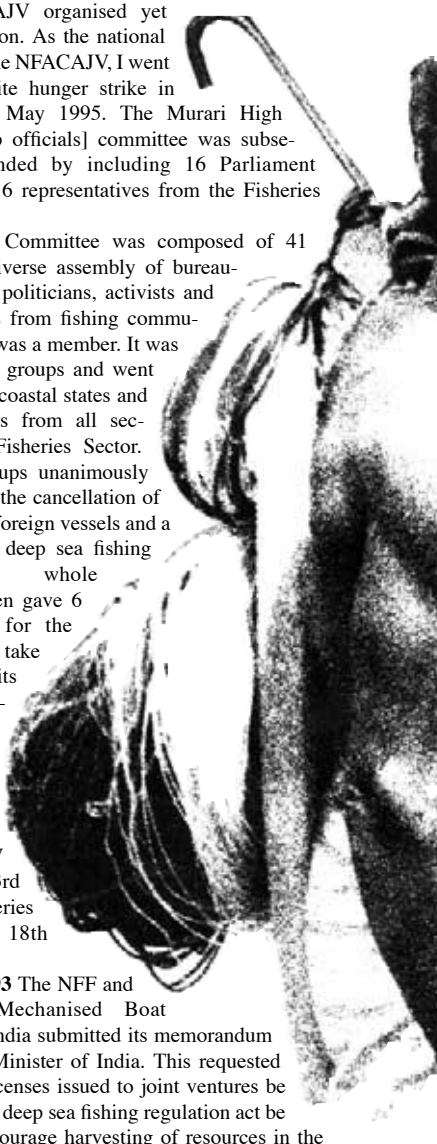 AJV organised yet
on. As the national
e NFACAJV, I went
ite hunger strike in
May 1995. The Murari High
officials] committee was subse-
nded by including 16 Parliament
6 representatives from the Fisheries
Committee was composed of 41
iverse assembly of bureau-
politicians, activists and
from fishing commu-
was a member. It was
groups and went
coastal states and
s from all sec-
Fisheries Sector.
ups unanimously
the cancellation of
foreign vessels and a
deep sea fishing
whole
en gave 6
for the
take
its
-
3rd
eries
18th
93 The NFF and
Mechanised Boat
ndia submitted its memorandum
Minister of India. This requested
censes issued to joint ventures be
deep sea fishing regulation act be
ourage harvesting of resources in the